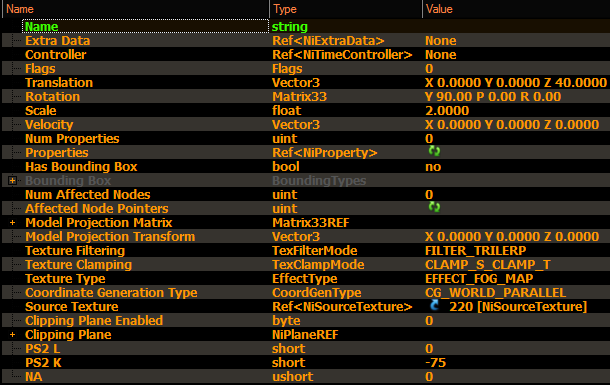 Name Type Value
Name string
Extra Data Ref<NiExtraData> None
Controller Ref<NiTimeController> None
Flags Flags 0
Translation Vector3 X 0.0000 Y 0.0000 Z 40.0000
Rotation Matrix33 Y 90.00 P 0.00 R 0.00
Scale float 2.0000
Velocity Vector3 X 0.0000 Y 0.0000 Z 0.0000
Num Properties uint 0
Properties Ref<NiProperty>
Has Bounding Box bool no
Bounding Box BoundingTypes
Num Affected Nodes uint 0
Affected Node Pointers uint
Model Projection Matrix Matrix33REF
Model Projection Transform Vector3 X 0.0000 Y 0.0000 Z 0.0000
Texture Filtering TexFilterMode FILTER_TRILERP
Texture Clamping TexClampMode CLAMP_S_CLAMP_T
Texture Type EffectType EFFECT_FOG_MAP
Coordinate Generation Type CoordGenType CG_WORLD_PARALLEL
Source Texture Ref<NiSourceTexture> 220 [NiSourceTexture]
Clipping Plane Enabled byte 0
Clipping Plane NiPlaneREF
PS2 L short 0
PS2 K short -75
NA ushort 0